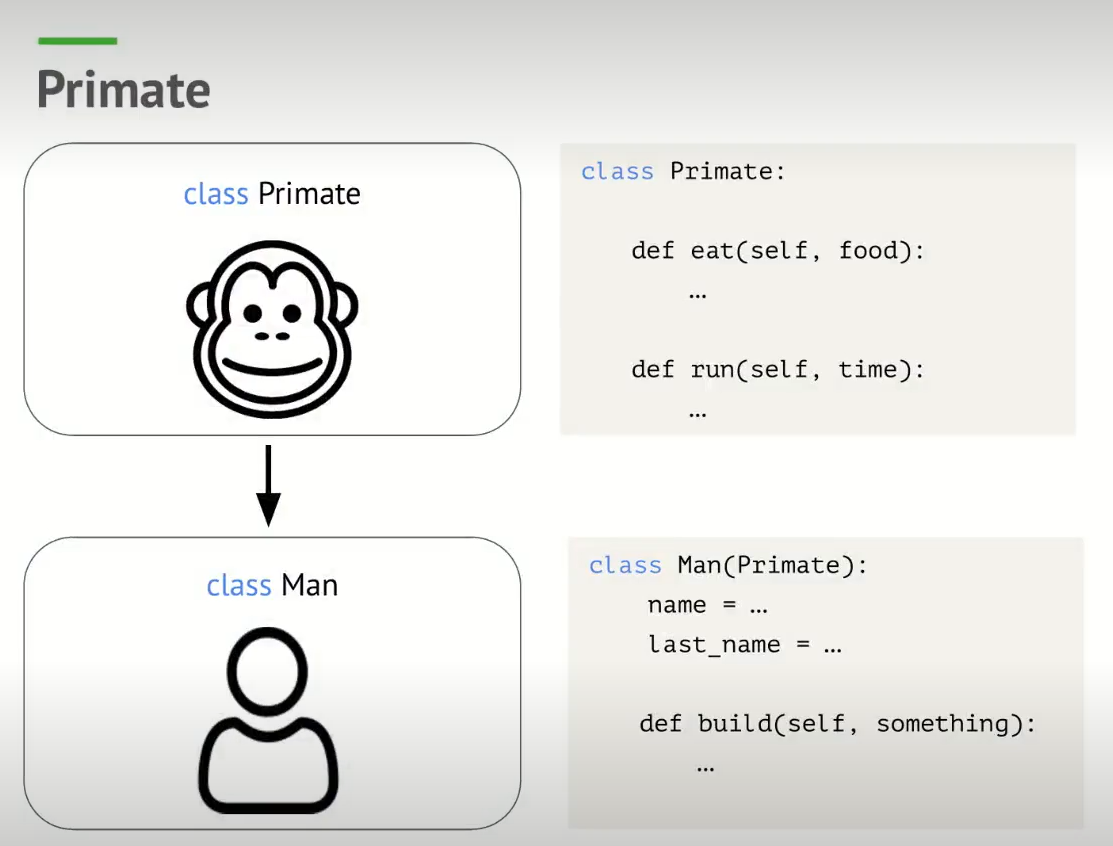 Primate
class Primate
class Primate:
def eat(self, food):
...
def run(self, time):
...
class Man
class Man(Primate):
name = ...
last_name = ...
def build(self, something):
...